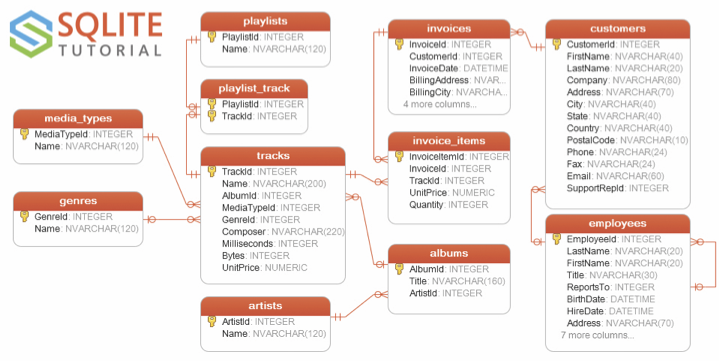 SQLITE
TUTORIAL
playlists
PlaylistId: INTEGER
Name: NVARCHAR(120)
playlist_track
PlaylistId: INTEGER
TrackId: INTEGER
media_types
MediaTypeId: INTEGER
Name: NVARCHAR(120)
genres
GenreId: INTEGER
Name: NVARCHAR(120)
tracks
TrackId: INTEGER
Name: NVARCHAR(200)
AlbumId: INTEGER
MediaTypeId: INTEGER
GenreId: INTEGER
Composer: NVARCHAR(220)
Milliseconds: INTEGER
Bytes: INTEGER
UnitPrice: NUMERIC
artists
ArtistId: INTEGER
Name: NVARCHAR(120)
invoices
InvoiceId: INTEGER
CustomerId: INTEGER
InvoiceDate: DATETIME
BillingAddress: NVAR...
BillingCity: NVARCHA...
4 more columns...
invoice_items
InvoiceItemId: INTEGER
InvoiceId: INTEGER
TrackId: INTEGER
UnitPrice: NUMERIC
Quantity: INTEGER
albums
AlbumId: INTEGER
Title: NVARCHAR(160)
ArtistId: INTEGER
customers
CustomerId: INTEGER
FirstName: NVARCHAR(40)
LastName: NVARCHAR(20)
Company: NVARCHAR(80)
Address: NVARCHAR(70)
City: NVARCHAR(40)
State: NVARCHAR(40)
Country: NVARCHAR(40)
PostalCode: NVARCHAR(10)
Phone: NVARCHAR(24)
Fax: NVARCHAR(24)
Email: NVARCHAR(60)
SupportRepId: INTEGER
employees
EmployeeId: INTEGER
LastName: NVARCHAR(20)
FirstName: NVARCHAR(20)
Title: NVARCHAR(30)
ReportsTo: INTEGER
BirthDate: DATETIME
HireDate: DATETIME
Address: NVARCHAR(70)
7 more columns...